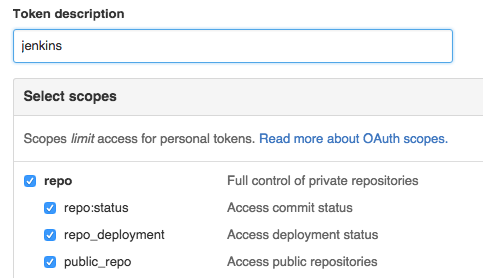 Token description
jenkins
Select scopes
Scopes limit access for personal tokens. Read more about OAuth scopes.
repo Full control of private repositories
repo:status Access commit status
repo_deployment Access deployment status
public_repo Access public repositories